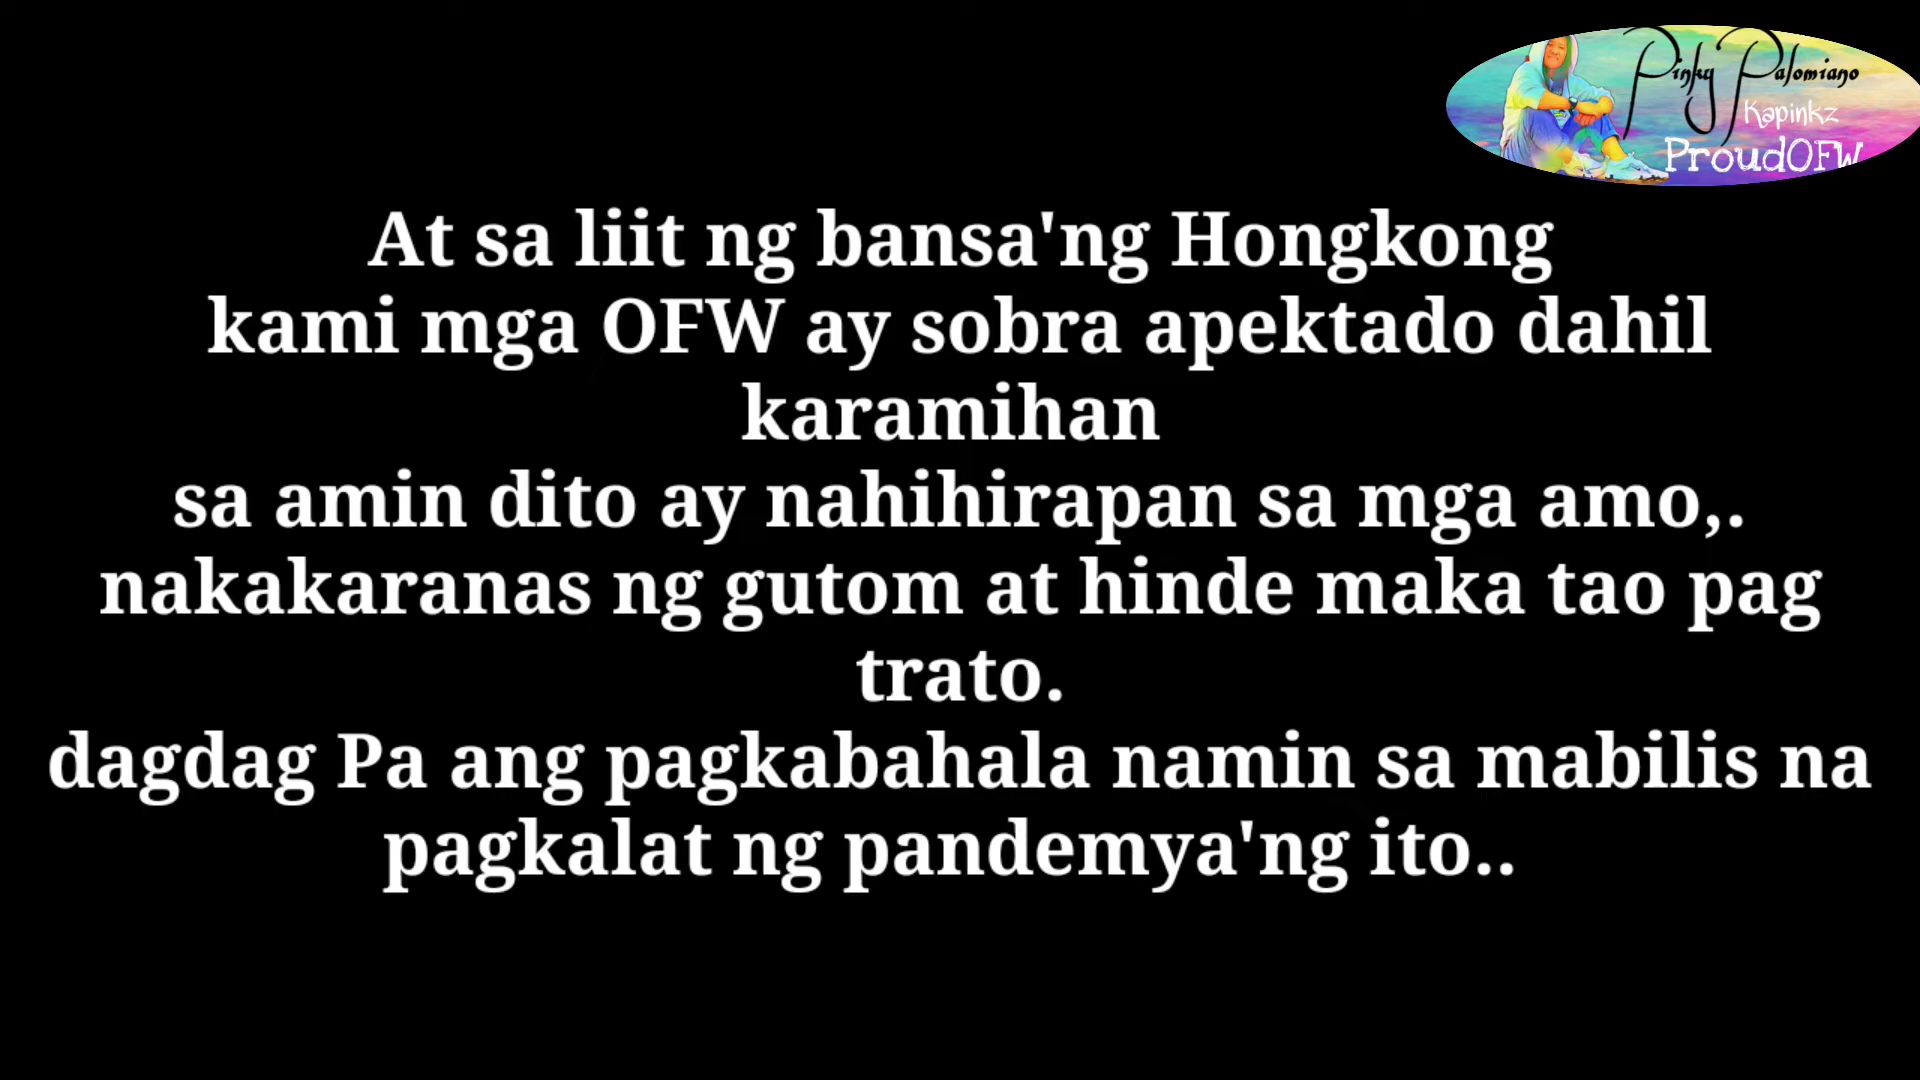 Pinky Palomiano
Kapinkz
ProudOFW
At sa liit ng bansa'ng Hongkong
kami mga OFW ay sobra apektado dahil
karamihan
sa amin dito ay nahihirapan sa mga amo,.
nakakaranas ng gutom at hinde maka tao pag
trato.
dagdag Pa ang pagkabahala namin sa mabilis na
pagkalat ng pandemya'ng ito..